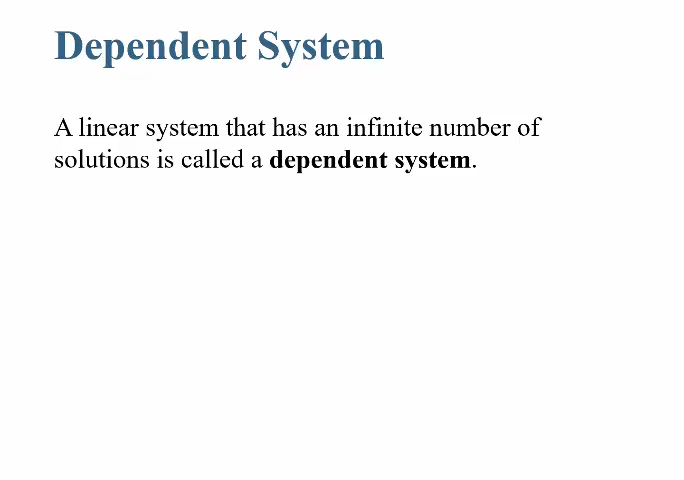 Dependent System
A linear system that has an infinite number of
solutions is called a dependent system.